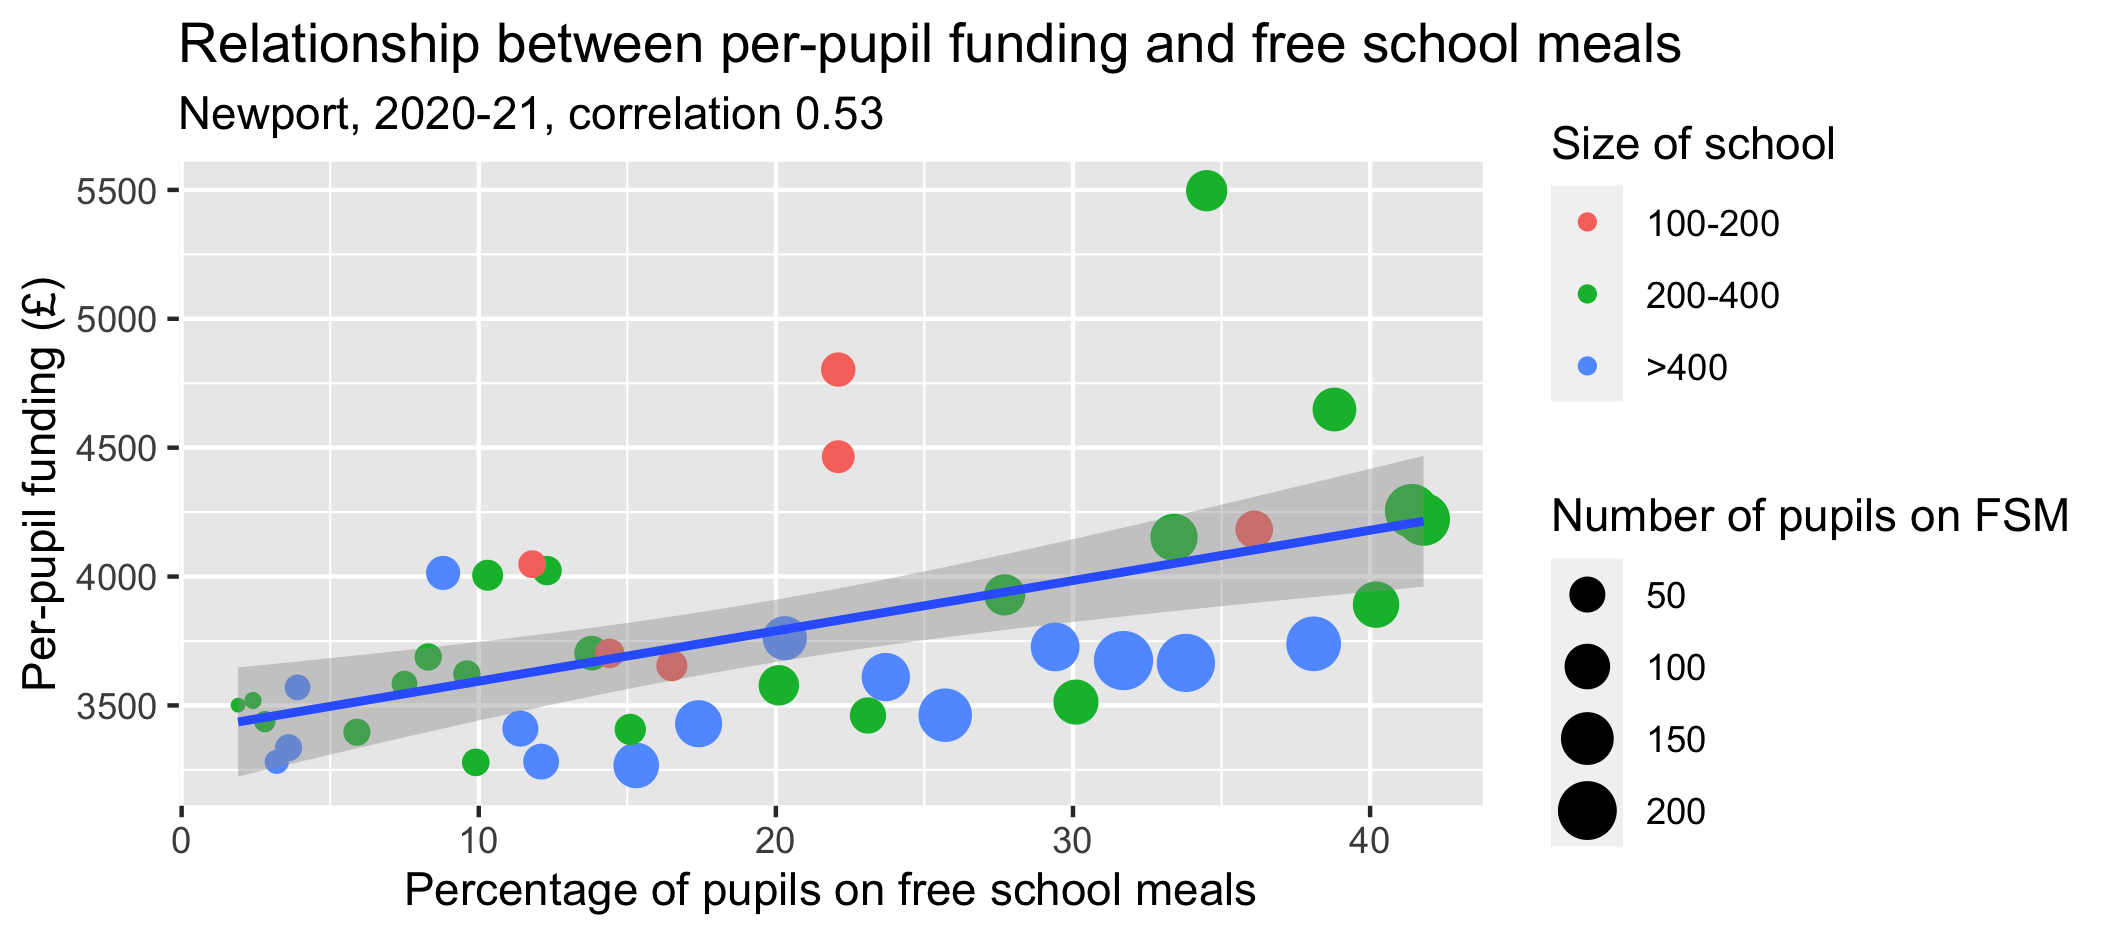 Relationship between per-pupil funding and free school meals
Newport, 2020-21, correlation 0.53
Per-pupil funding (£)
5500
5000
4500
4000
3500
0 10 20 30 40
Percentage of pupils on free school meals
Size of school
100-200
200-400
>400
Number of pupils on FSM
50
100
150
200